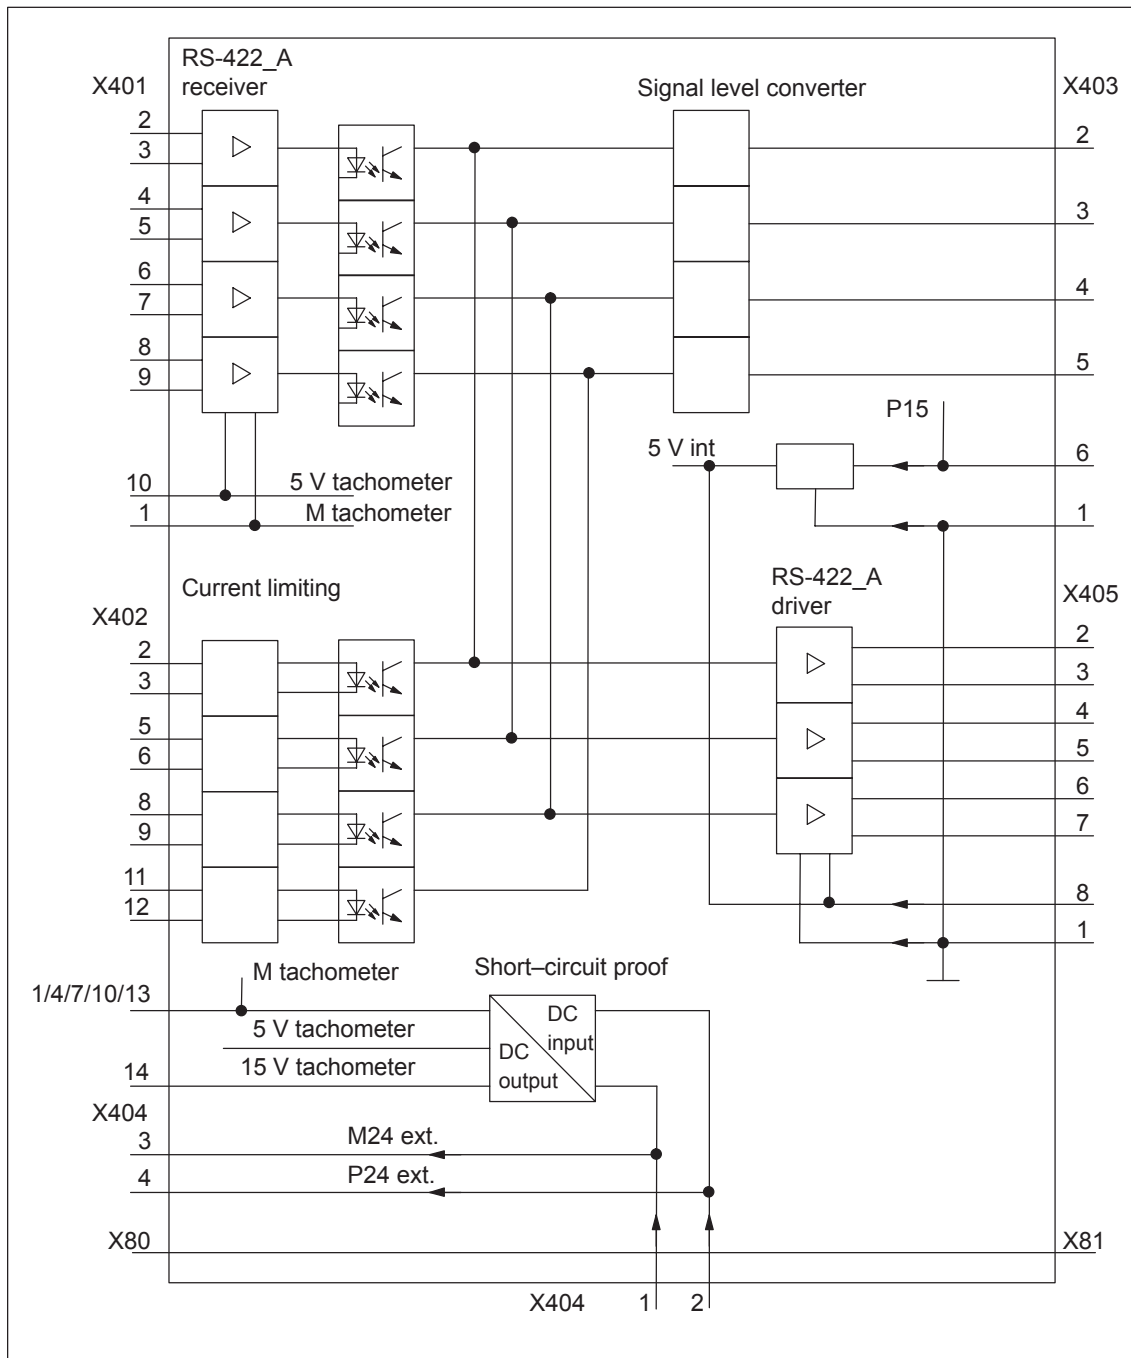 RS-422_A
receiver
X401
Signal level converter
X403
2
3
4
5
6
7
8
9
2
3
4
5
P15
5 V int
6
10
5 V tachometer
1
M tachometer
1
Current limiting
RS-422_A
driver
X402
X405
2
3
5
6
8
9
11
12
2
3
4
5
6
7
8
1
M tachometer
Short–circuit proof
1/4/7/10/13
5 V tachometer
DC
input
DC
output
15 V tachometer
14
X404
3
M24 ext.
4
P24 ext.
X80
X81
X404
1
2